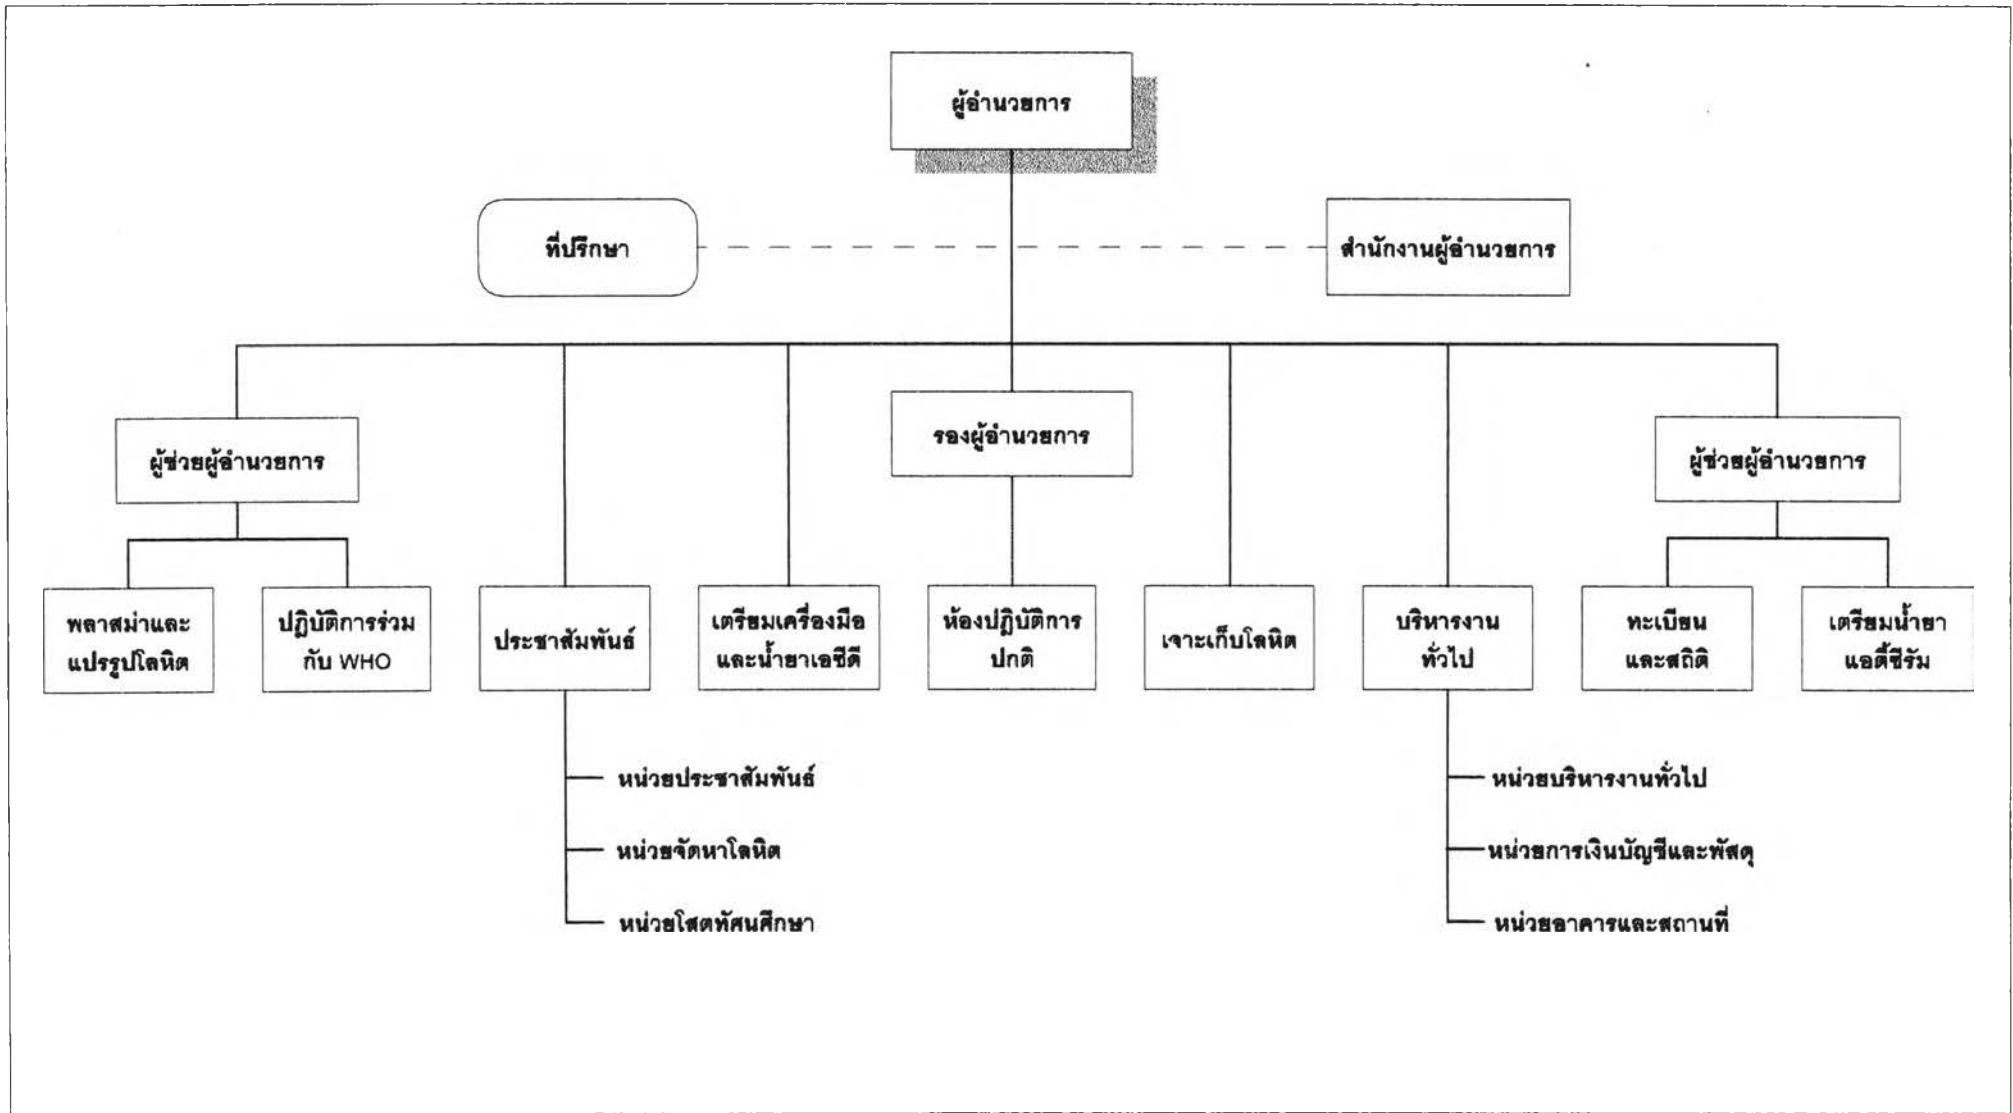 ผู้อำนวยการ
ที่ปรึกษา
สำนักงานผู้อำนวยการ
ผู้ช่วยผู้อำนวยการ
รองผู้อำนวยการ
ผู้ช่วยผู้อำนวยการ
พลาสม่าและ
แปรรูปโลหิต
ปฏิบัติการร่วม
กับ WHO
ประชาสัมพันธ์
เตรียมเครื่องมือ
และน้ำยาเอซีดี
ห้องปฏิบัติการ
ปกติ
เจาะเก็บโลหิต
บริหารงาน
ทั่วไป
ทะเบียน
และสถิติ
เตรียมน้ำยา
แอตี้ซีรัม
หน่วยประชาสัมพันธ์
หน่วยจัดหาโลหิต
หน่วยโสตทัศนศึกษา
หน่วยบริหารงานทั่วไป
หน่วยการเงินบัญชีและพัสดุ
หน่วยอาคารและสถานที่